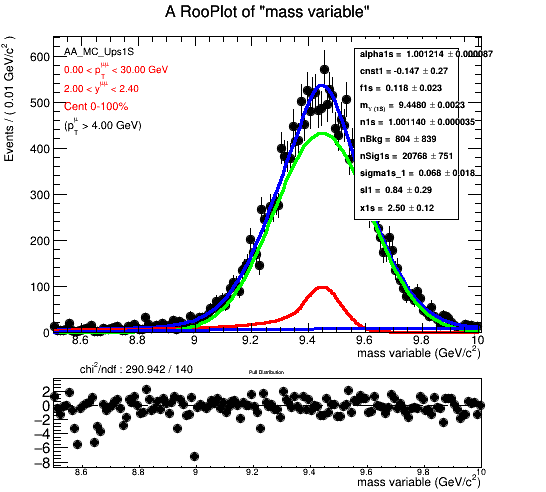 A RooPlot of "mass variable"
Events / ( 0.01 GeV/c² )
600
500
400
300
200
100
0
AA_MC_Ups1S
0.00 < p_T^μμ < 30.00 GeV
2.00 < y^μμ < 2.40
Cent 0-100%
(p_T^μ > 4.00 GeV)
alpha1s = 1.001214 ± 0.000087
cnst1 = -0.147 ± 0.27
f1s = 0.118 ± 0.023
m_Υ(1S) = 9.4480 ± 0.0023
n1s = 1.001140 ± 0.000035
nBkg = 804 ± 839
nSig1s = 20768 ± 751
sigma1s_1 = 0.068 ± 0.018
sl1 = 0.84 ± 0.29
x1s = 2.50 ± 0.12
8.6 8.8 9 9.2 9.4 9.6 9.8 10
mass variable (GeV/c²)
chi²/ndf : 290.942 / 140
Pull Distribution
2
0
−2
−4
−6
−8
8.6 8.8 9 9.2 9.4 9.6 9.8 10
mass variable (GeV/c²)